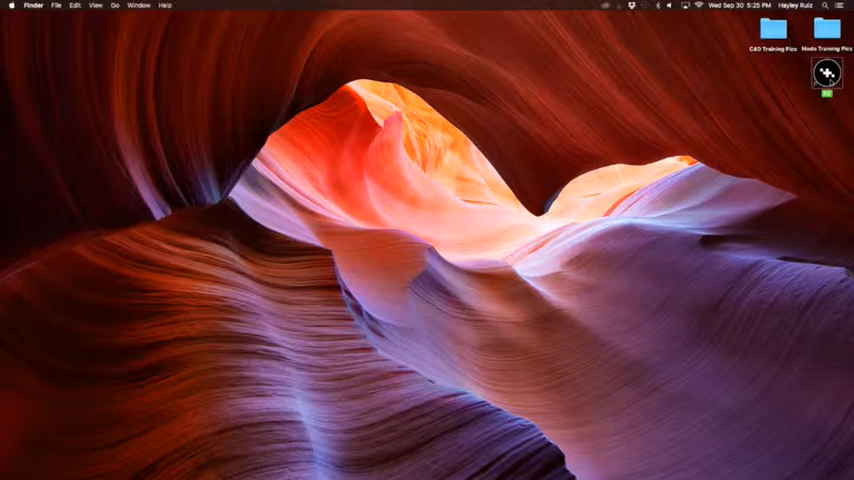 Finder File Edit View Go Window Help
Wed Sep 30 5:25 PM Hayley Ruiz
C4D Training Pics
Modo Training Pics